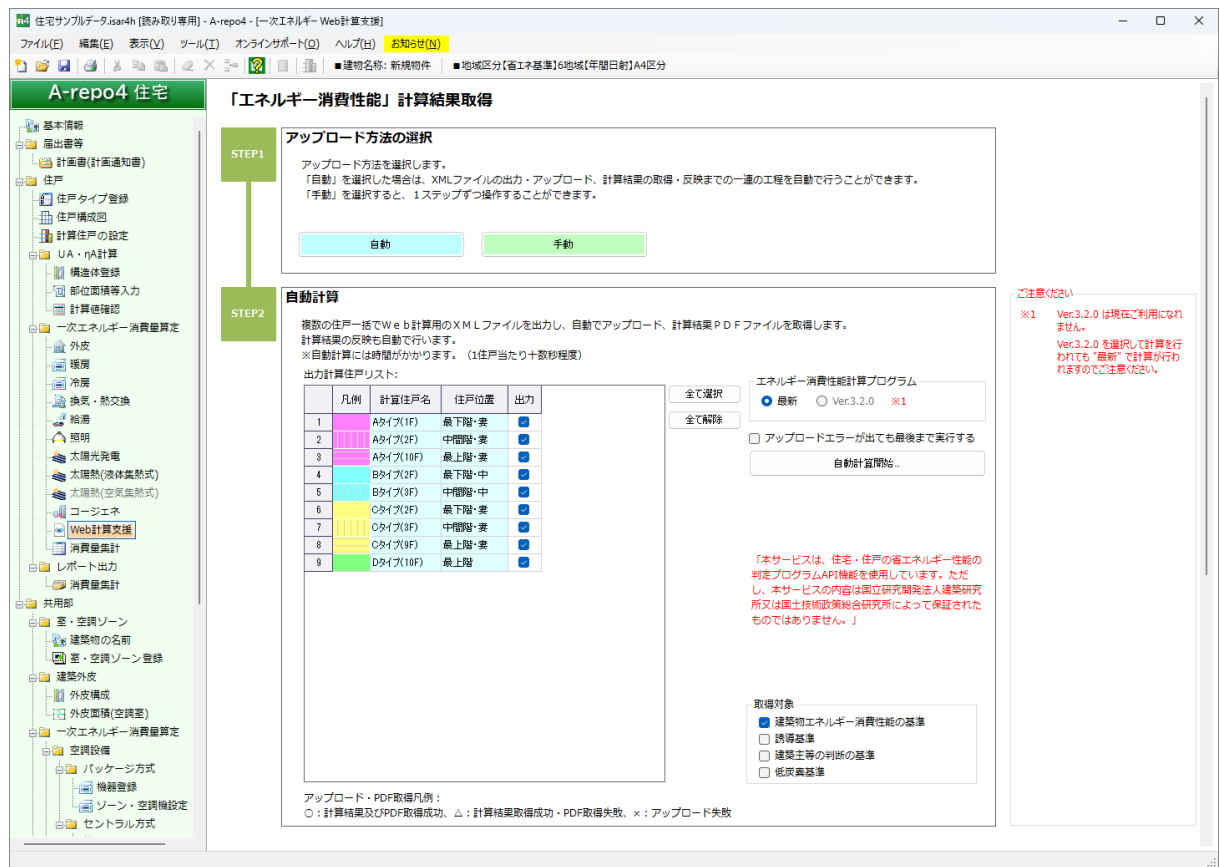 住宅サンプルデータ.isar4h [読み取り専用] - A-repo4 - [一次エネルギー Web計算支援]
ファイル(F) 編集(E) 表示(V) ツール(T) オンラインサポート(O) ヘルプ(H) お知らせ(N)
■建物名称: 新規物件 ■地域区分【省エネ基準】6地域【年間日射】A4区分
A-repo4 住宅
基本情報
届出書等
計画書(計画通知書)
住戸
住戸タイプ登録
住戸構成図
計算住戸の設定
UA・ηA計算
構造体登録
部位面積等入力
計算値確認
一次エネルギー消費量算定
外皮
暖房
冷房
換気・熱交換
給湯
照明
太陽光発電
太陽熱(液体集熱式)
太陽熱(空気集熱式)
コージェネ
Web計算支援
消費量集計
レポート出力
消費量集計
共用部
室・空調ゾーン
建築物の名前
室・空調ゾーン登録
建築外皮
外皮構成
外皮面積(空調室)
一次エネルギー消費量算定
空調設備
パッケージ方式
機器登録
ゾーン・空調機設定
セントラル方式
「エネルギー消費性能」計算結果取得
STEP1
アップロード方法の選択
アップロード方法を選択します。
「自動」を選択した場合は、XMLファイルの出力・アップロード、計算結果の取得・反映までの一連の工程を自動で行うことができます。
「手動」を選択すると、1ステップずつ操作することができます。
自動 手動
STEP2
自動計算
複数の住戸一括でWeb計算用のXMLファイルを出力し、自動でアップロード、計算結果PDFファイルを取得します。
計算結果の反映も自動で行います。
※自動計算には時間がかかります。(1住戸当たり十数秒程度)
出力計算住戸リスト:
凡例 計算住戸名 住戸位置 出力
1 Aタイプ(1F) 最下階・妻
2 Aタイプ(2F) 中間階・妻
3 Aタイプ(10F) 最上階・妻
4 Bタイプ(2F) 最下階・中
5 Bタイプ(3F) 中間階・中
6 Cタイプ(2F) 最下階・妻
7 Cタイプ(3F) 中間階・妻
8 Cタイプ(9F) 最上階・妻
9 Dタイプ(10F) 最上階
全て選択
全て解除
エネルギー消費性能計算プログラム
最新 Ver.3.2.0 ※1
アップロードエラーが出ても最後まで実行する
自動計算開始...
「本サービスは、住宅・住戸の省エネルギー性能の
判定プログラムAPI機能を使用しています。ただ
し、本サービスの内容は国立研究開発法人建築研究
所又は国土技術政策総合研究所によって保証された
ものではありません。」
取得対象
建築物エネルギー消費性能の基準
誘導基準
建築主等の判断の基準
低炭素基準
アップロード・PDF取得凡例：
○：計算結果及びPDF取得成功、△：計算結果取得成功・PDF取得失敗、×：アップロード失敗
ご注意ください
※1 Ver.3.2.0 は現在ご利用になれ
ません。
Ver.3.2.0 を選択して計算を行
われても "最新" で計算が行わ
れますのでご注意ください。